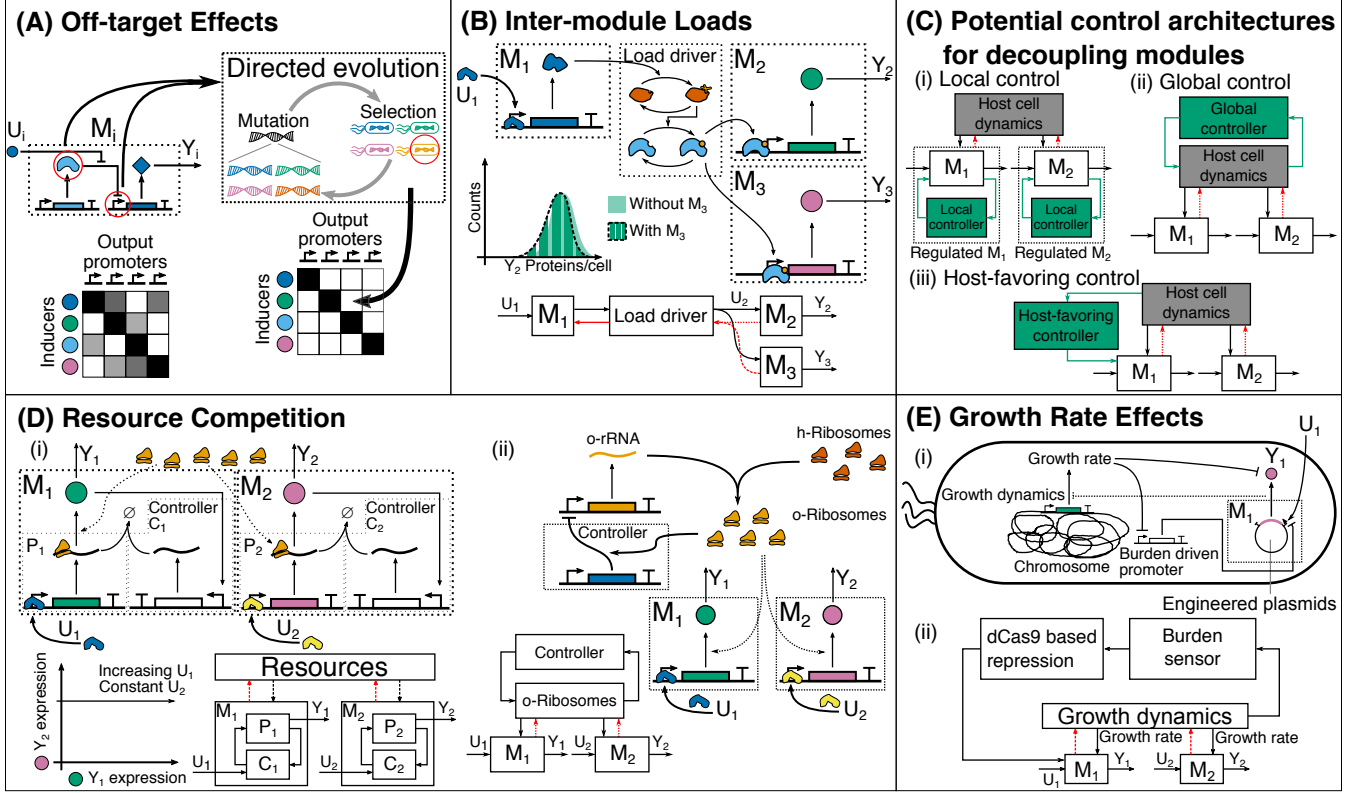 (A) Off-target Effects
Directed evolution
Mutation
Selection
U_i
M_i
Y_i
Output
promoters
Inducers
Output
promoters
Inducers
(B) Inter-module Loads
M_1
U_1
Load driver
M_2
Y_2
M_3
Y_3
Counts
Without M_3
With M_3
Y_2 Proteins/cell
U_1
M_1
Load driver
U_2
M_2
Y_2
M_3
Y_3
(C) Potential control architectures
for decoupling modules
(i) Local control
Host cell
dynamics
M_1
M_2
Local
controller
Local
controller
Regulated M_1
Regulated M_2
(ii) Global control
Global
controller
Host cell
dynamics
M_1
M_2
(iii) Host-favoring control
Host-favoring
controller
Host cell
dynamics
M_1
M_2
(D) Resource Competition
(i)
Y_1
Y_2
M_1
Controller
C_1
∅
P_1
M_2
Controller
C_2
∅
P_2
U_1
U_2
Y_2 expression
Increasing U_1
Constant U_2
Y_1 expression
Resources
M_1
P_1
C_1
U_1
Y_1
M_2
P_2
C_2
U_2
Y_2
(ii)
o-rRNA
h-Ribosomes
o-Ribosomes
Controller
Y_1
Y_2
M_1
M_2
U_1
U_2
Controller
o-Ribosomes
U_1
M_1
Y_1
U_2
M_2
Y_2
(E) Growth Rate Effects
(i)
U_1
Growth rate
Y_1
Growth dynamics
M_1
Chromosome
Burden driven
promoter
Engineered plasmids
(ii)
dCas9 based
repression
Burden
sensor
Growth dynamics
Growth rate
Growth rate
U_1
M_1
Y_1
U_2
M_2
Y_2